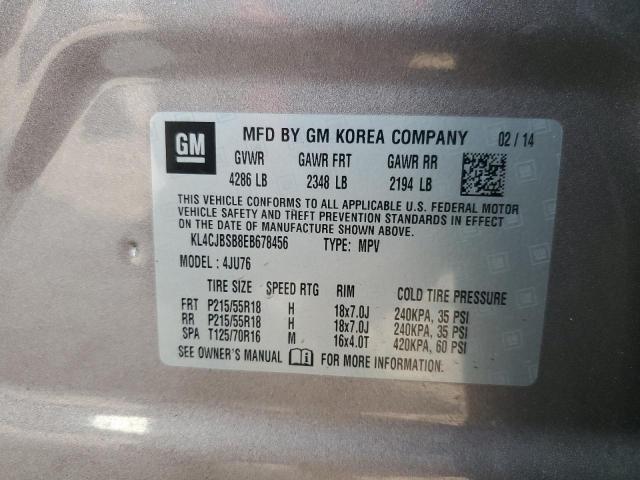 GM MFD BY GM KOREA COMPANY 02 / 14
GVWR GAWR FRT GAWR RR
4286 LB 2348 LB 2194 LB
THIS VEHICLE CONFORMS TO ALL APPLICABLE U.S. FEDERAL MOTOR
VEHICLE SAFETY AND THEFT PREVENTION STANDARDS IN EFFECT
ON THE DATE OF MANUFACTURE SHOWN ABOVE.
KL4CJBSB8EB678456 TYPE: MPV
MODEL : 4JU76
TIRE SIZE SPEED RTG RIM COLD TIRE PRESSURE
FRT P215/55R18 H 18x7.0J 240KPA, 35 PSI
RR P215/55R18 H 18x7.0J 240KPA, 35 PSI
SPA T125/70R16 M 16x4.0T 420KPA, 60 PSI
SEE OWNER'S MANUAL FOR MORE INFORMATION.